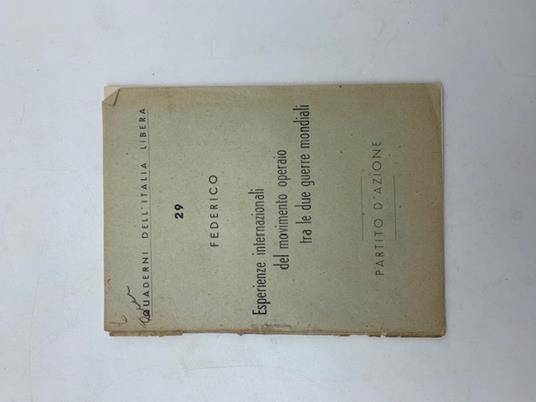 QUADERNI DELL'ITALIA LIBERA
29
FEDERICO
Esperienze internazionali
del movimento operaio
tra le due guerre mondiali
PARTITO D'AZIONE